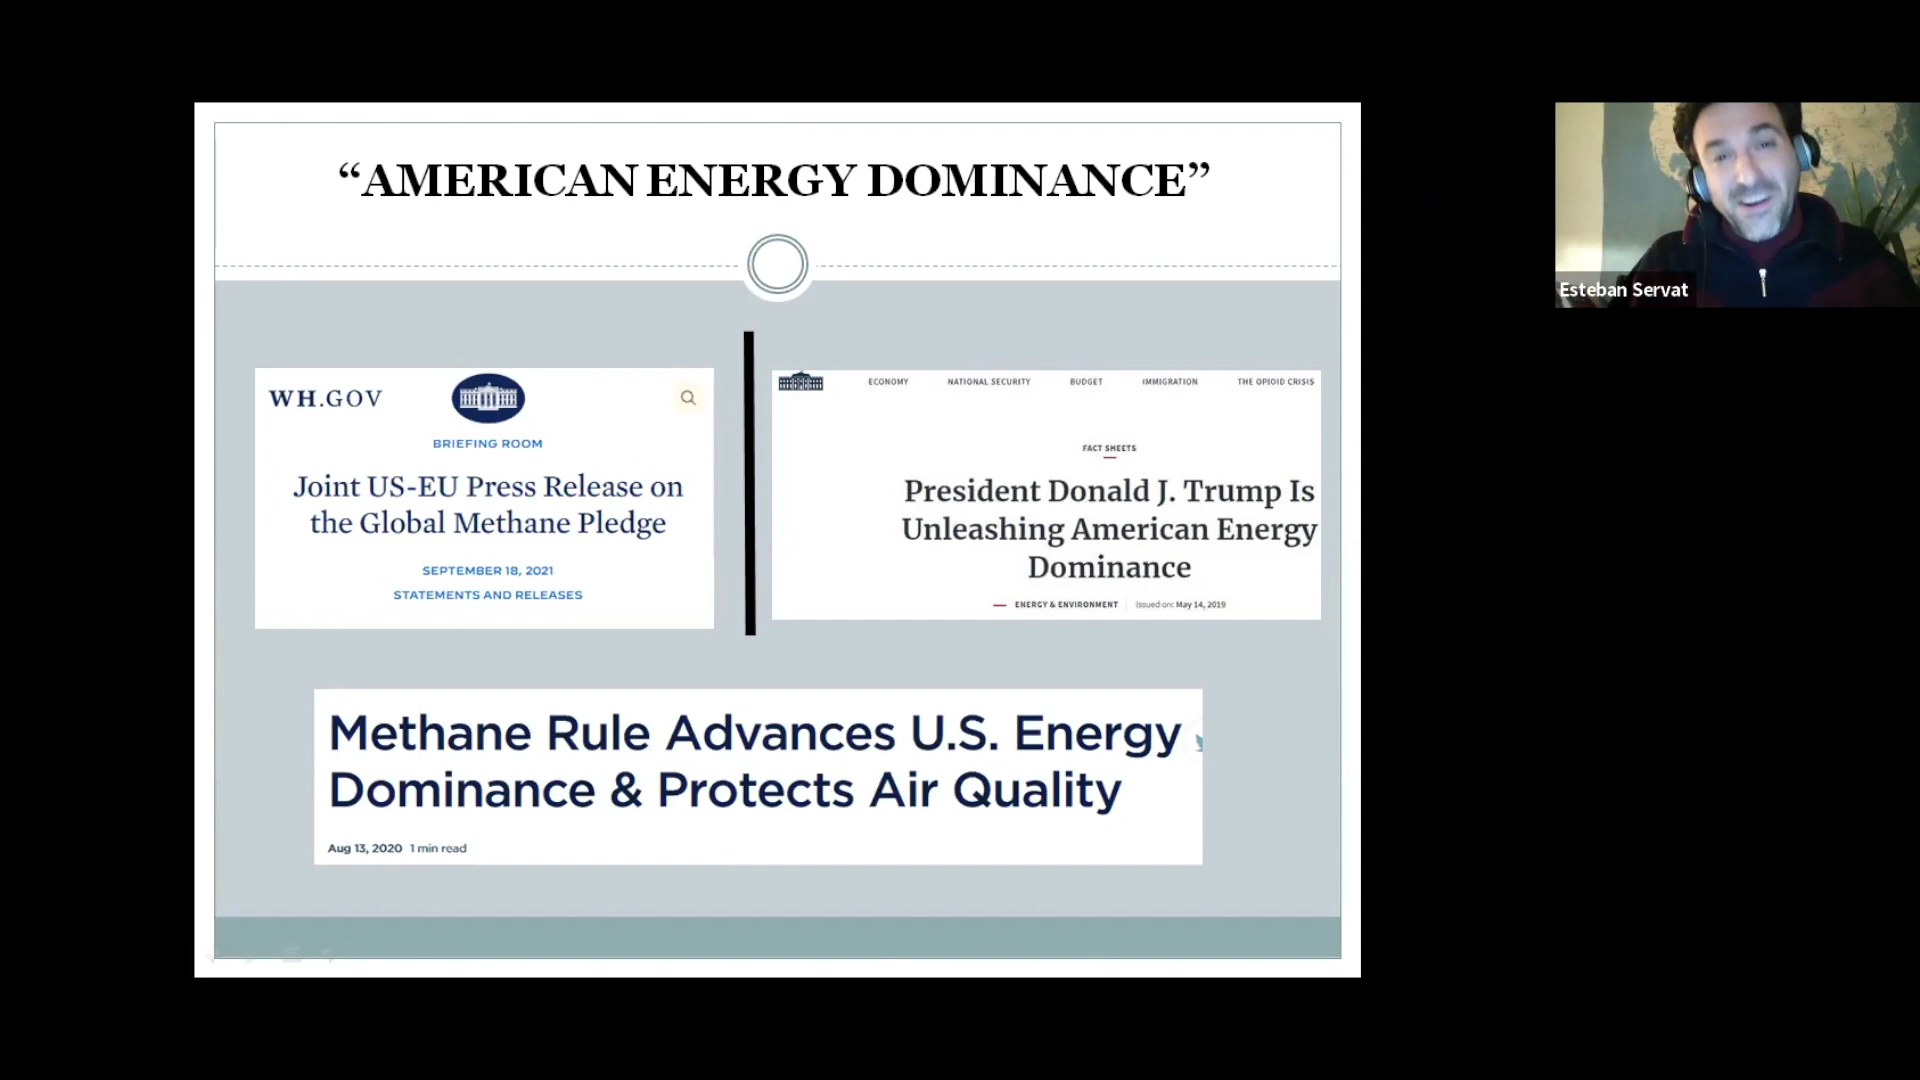 “AMERICAN ENERGY DOMINANCE”
WH.GOV
BRIEFING ROOM
Joint US-EU Press Release on
the Global Methane Pledge
SEPTEMBER 18, 2021
STATEMENTS AND RELEASES
ECONOMY NATIONAL SECURITY BUDGET IMMIGRATION THE OPIOID CRISIS
FACT SHEETS
President Donald J. Trump Is
Unleashing American Energy
Dominance
ENERGY & ENVIRONMENT Issued on: May 14, 2019
Methane Rule Advances U.S. Energy
Dominance & Protects Air Quality
Aug 13, 2020 1 min read
Esteban Servat